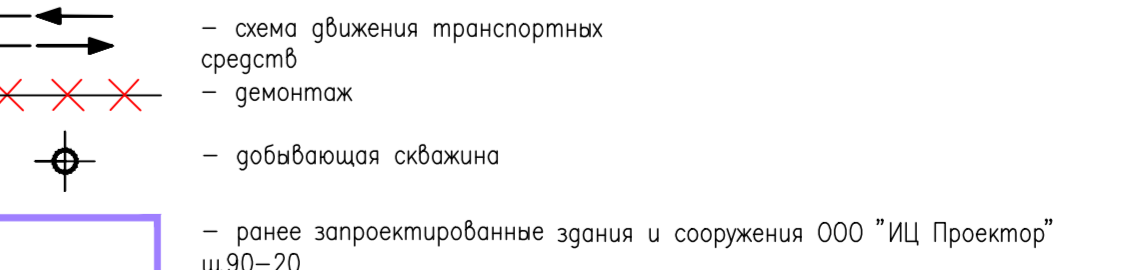 – схема движения транспортных
средств
– демонтаж
– добывающая скважина
– ранее запроектированные здания и сооружения ООО "ИЦ Проектор"
ш.90–20